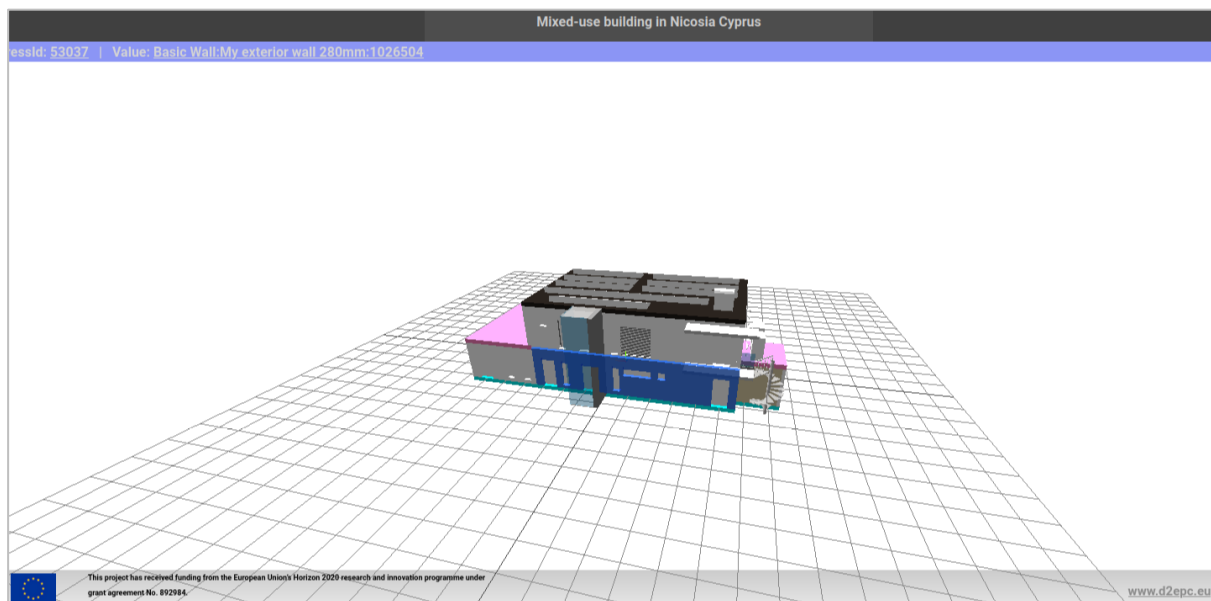 Mixed-use building in Nicosia Cyprus
essId: 53037 | Value: Basic Wall:My exterior wall 280mm:1026504
This project has received funding from the European Union's Horizon 2020 research and innovation programme under
grant agreement No. 892984.
www.d2epc.eu